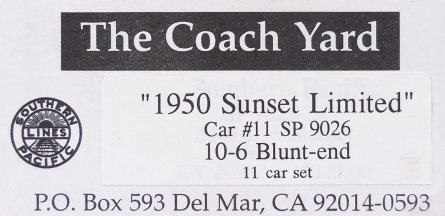 The Coach Yard
"1950 Sunset Limited"
Car #11 SP 9026
10-6 Blunt-end
11 car set
SOUTHERN
LINES
PACIFIC
P.O. Box 593 Del Mar, CA 92014-0593